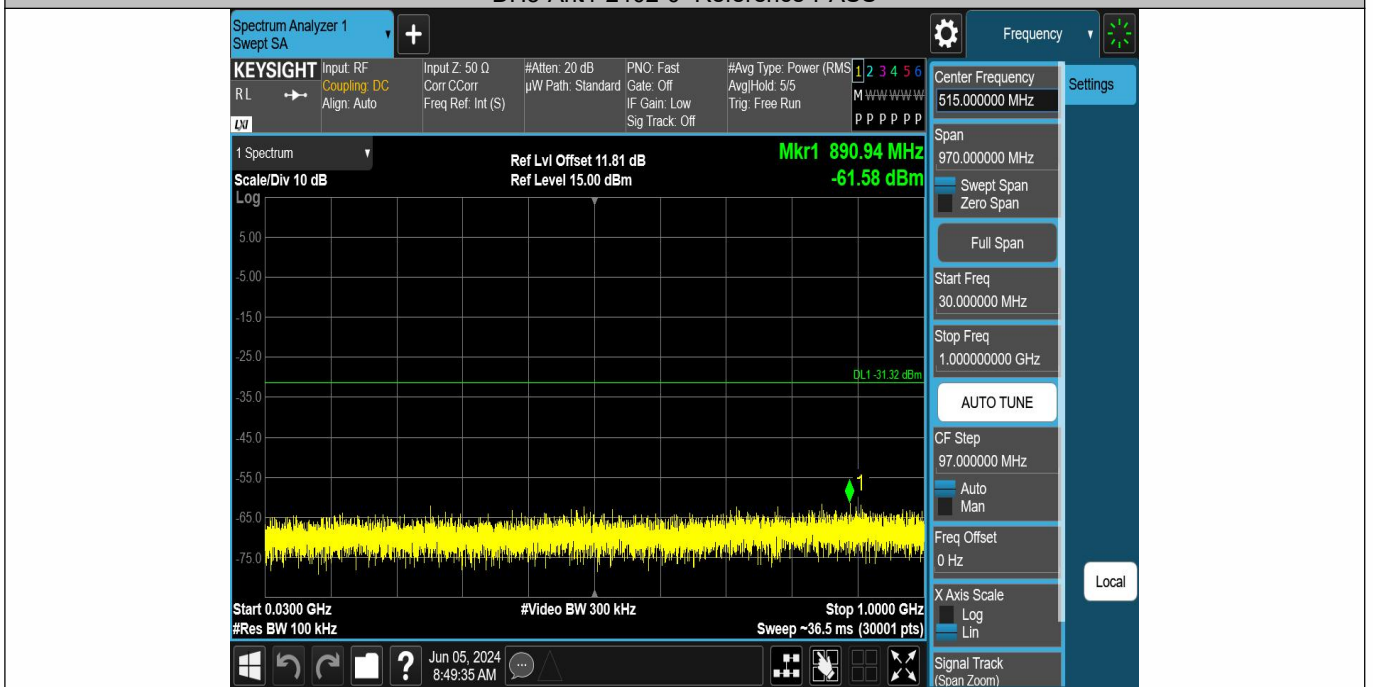 Spectrum Analyzer 1
Swept SA
Frequency
KEYSIGHT
RL
LXI
Input: RF
Coupling: DC
Align: Auto
Input Z: 50 Ω
Corr CCorr
Freq Ref: Int (S)
#Atten: 20 dB
µW Path: Standard
PNO: Fast
Gate: Off
IF Gain: Low
Sig Track: Off
#Avg Type: Power (RMS
Avg|Hold: 5/5
Trig: Free Run
1 2 3 4 5 6
M W W W W W
P P P P P P
1 Spectrum
Scale/Div 10 dB
Log
Ref Lvl Offset 11.81 dB
Ref Level 15.00 dBm
Mkr1 890.94 MHz
-61.58 dBm
5.00
-5.00
-15.0
-25.0
DL1 -31.32 dBm
-35.0
-45.0
-55.0
1
-65.0
-75.0
Start 0.0300 GHz
#Res BW 100 kHz
#Video BW 300 kHz
Stop 1.0000 GHz
Sweep ~36.5 ms (30001 pts)
Center Frequency
515.000000 MHz
Settings
Span
970.000000 MHz
Swept Span
Zero Span
Full Span
Start Freq
30.000000 MHz
Stop Freq
1.000000000 GHz
AUTO TUNE
CF Step
97.000000 MHz
Auto
Man
Freq Offset
0 Hz
X Axis Scale
Log
Lin
Local
Signal Track
(Span Zoom)
?
Jun 05, 2024
8:49:35 AM